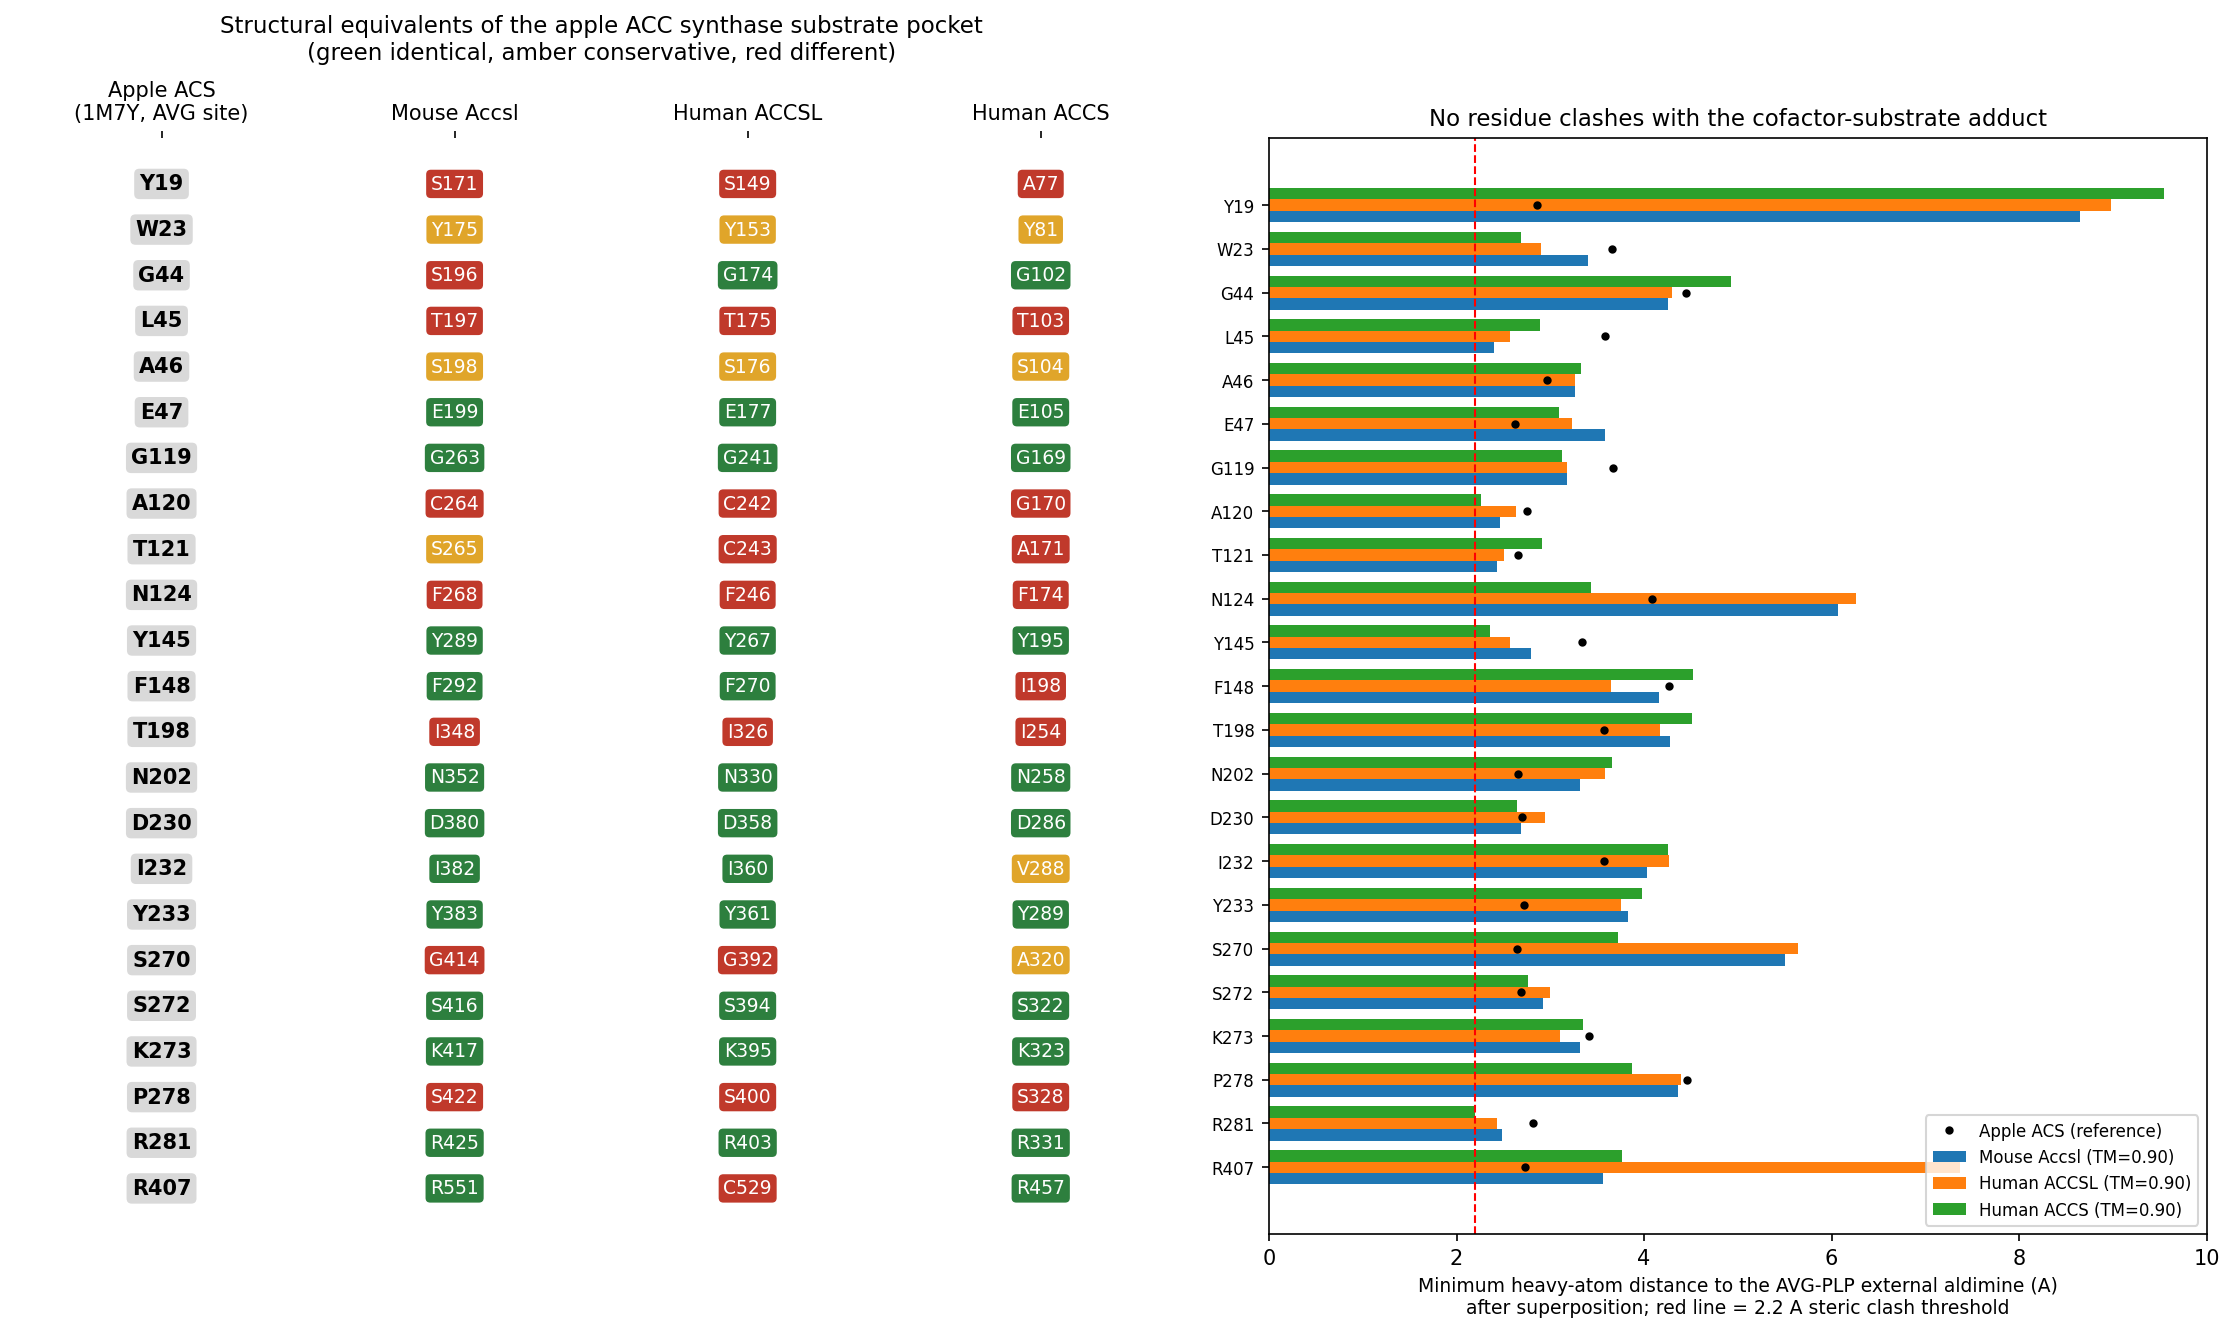 Structural equivalents of the apple ACC synthase substrate pocket
(green identical, amber conservative, red different)
Apple ACS
(1M7Y, AVG site) Mouse Accsl Human ACCSL Human ACCS
Y19 S171 S149 A77
W23 Y175 Y153 Y81
G44 S196 G174 G102
L45 T197 T175 T103
A46 S198 S176 S104
E47 E199 E177 E105
G119 G263 G241 G169
A120 C264 C242 G170
T121 S265 C243 A171
N124 F268 F246 F174
Y145 Y289 Y267 Y195
F148 F292 F270 I198
T198 I348 I326 I254
N202 N352 N330 N258
D230 D380 D358 D286
I232 I382 I360 V288
Y233 Y383 Y361 Y289
S270 G414 G392 A320
S272 S416 S394 S322
K273 K417 K395 K323
P278 S422 S400 S328
R281 R425 R403 R331
R407 R551 C529 R457
No residue clashes with the cofactor-substrate adduct
Y19
W23
G44
L45
A46
E47
G119
A120
T121
N124
Y145
F148
T198
N202
D230
I232
Y233
S270
S272
K273
P278
R281
R407
Apple ACS (reference)
Mouse Accsl (TM=0.90)
Human ACCSL (TM=0.90)
Human ACCS (TM=0.90)
0 2 4 6 8 10
Minimum heavy-atom distance to the AVG-PLP external aldimine (A)
after superposition; red line = 2.2 A steric clash threshold